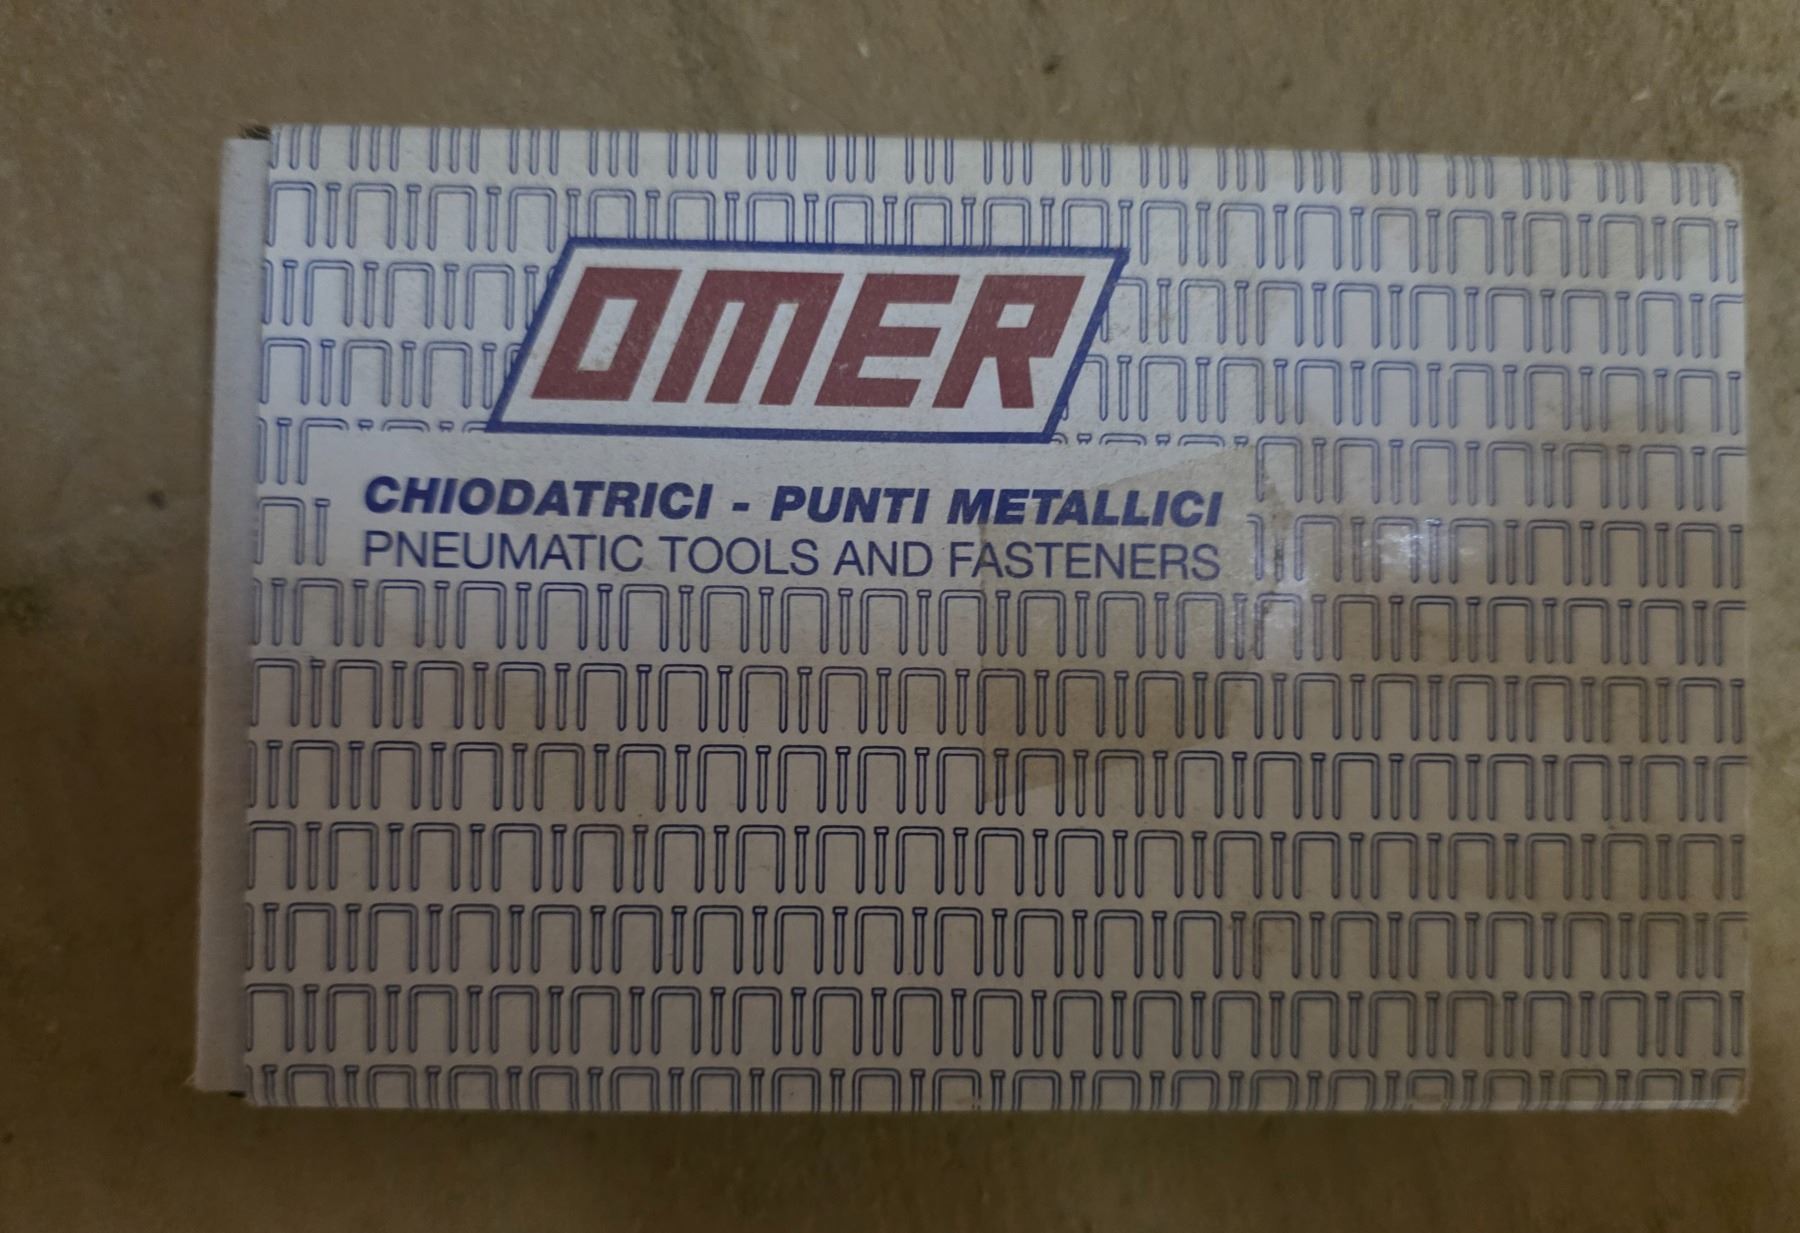 OMER
CHIODATRICI - PUNTI METALLICI
PNEUMATIC TOOLS AND FASTENERS